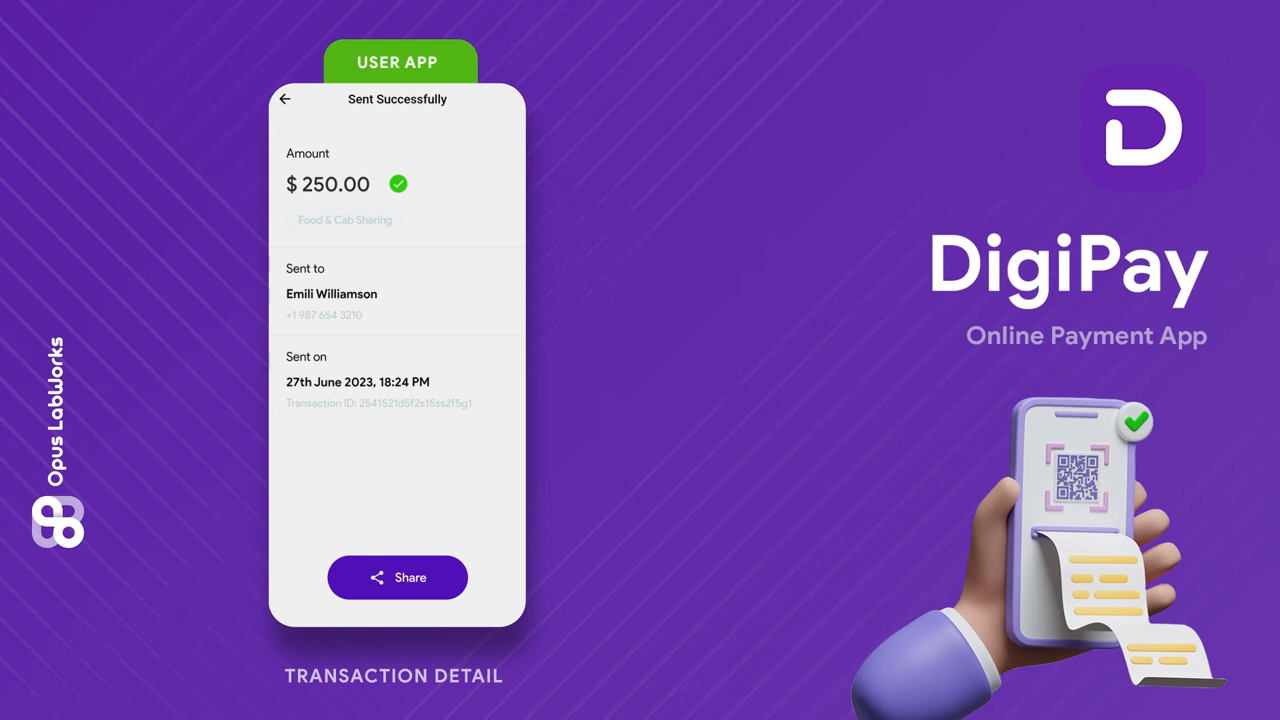 USER APP
Sent Successfully
Amount
$ 250.00
Food & Cab Sharing
Sent to
Emili Williamson
+1 987 654 3210
Sent on
27th June 2023, 18:24 PM
Transaction ID: 2541521d5f2s15ss2f5g1
Share
TRANSACTION DETAIL
Opus LabWorks
DigiPay
Online Payment App